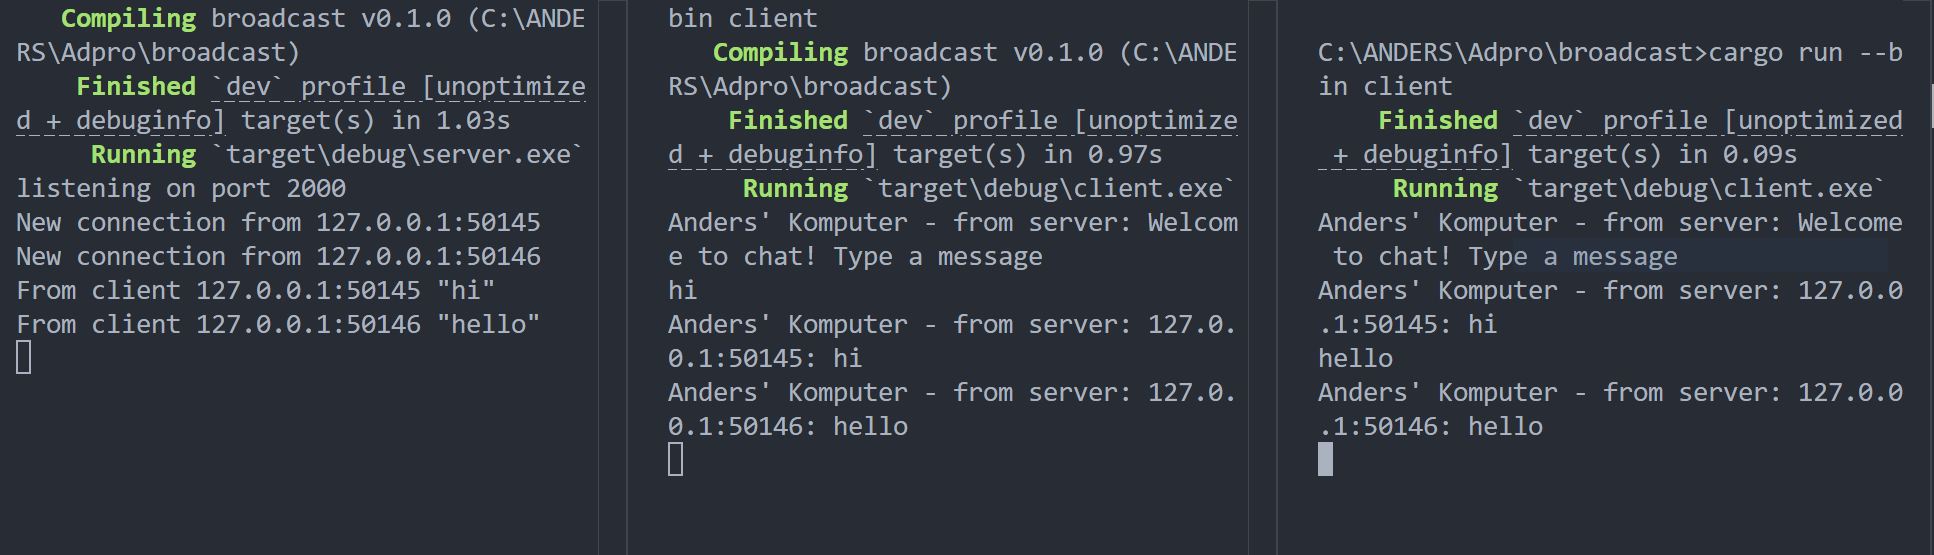 Compiling broadcast v0.1.0 (C:\ANDE
RS\Adpro\broadcast)
Finished `dev` profile [unoptimize
d + debuginfo] target(s) in 1.03s
Running `target\debug\server.exe`
listening on port 2000
New connection from 127.0.0.1:50145
New connection from 127.0.0.1:50146
From client 127.0.0.1:50145 "hi"
From client 127.0.0.1:50146 "hello"
bin client
Compiling broadcast v0.1.0 (C:\ANDE
RS\Adpro\broadcast)
Finished `dev` profile [unoptimize
d + debuginfo] target(s) in 0.97s
Running `target\debug\client.exe`
Anders' Komputer - from server: Welcom
e to chat! Type a message
hi
Anders' Komputer - from server: 127.0.
0.1:50145: hi
Anders' Komputer - from server: 127.0.
0.1:50146: hello
C:\ANDERS\Adpro\broadcast>cargo run --b
in client
Finished `dev` profile [unoptimized
+ debuginfo] target(s) in 0.09s
Running `target\debug\client.exe`
Anders' Komputer - from server: Welcome
to chat! Type a message
Anders' Komputer - from server: 127.0.0
.1:50145: hi
hello
Anders' Komputer - from server: 127.0.0
.1:50146: hello